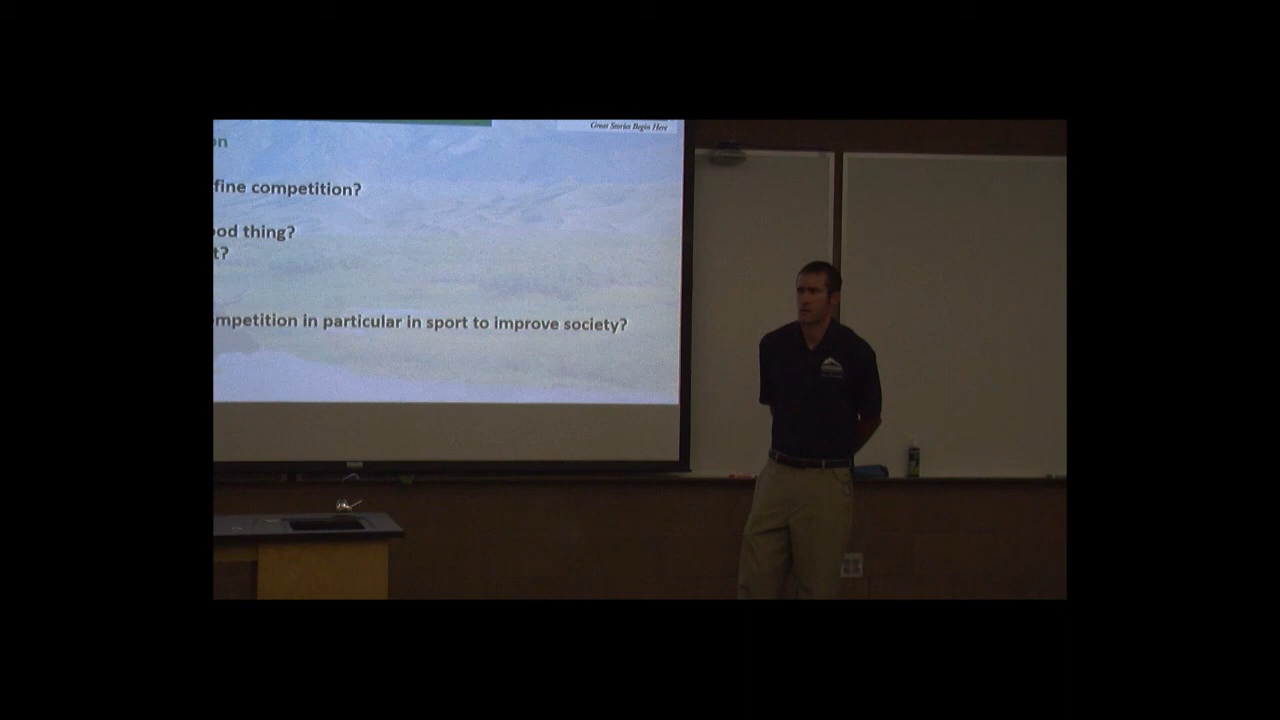 Great Stories Begin Here
on
fine competition?
ood thing?
t?
mpetition in particular in sport to improve society?